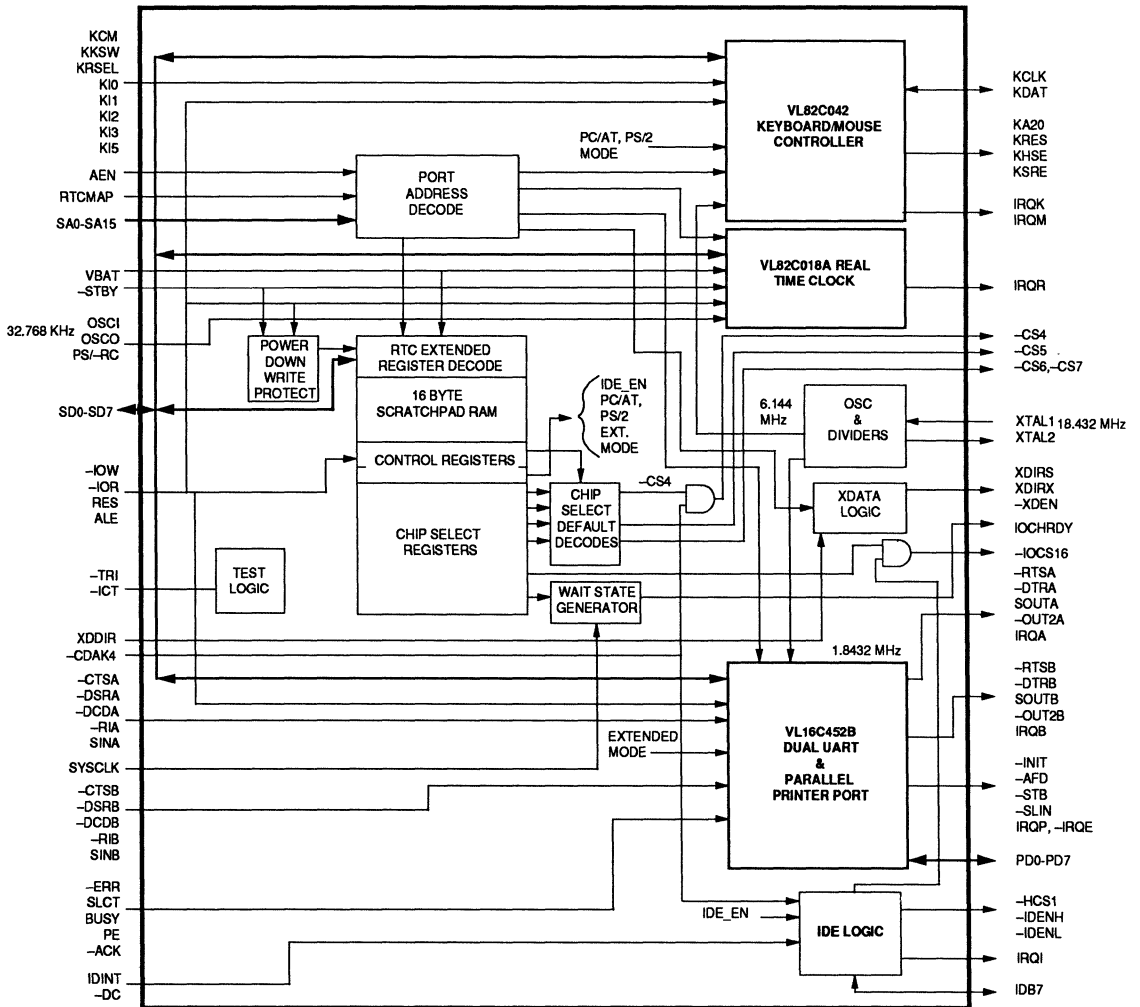 KCM
KKSW
KRSEL
KI0
KI1
KI2
KI3
KI5
AEN
RTCMAP
SA0-SA15
VBAT
–STBY
OSCI
32.768 KHz
OSCO
PS/–RC
SD0-SD7
–IOW
–IOR
RES
ALE
–TRI
–ICT
XDDIR
–CDAK4
–CTSA
–DSRA
–DCDA
–RIA
SINA
SYSCLK
–CTSB
–DSRB
–DCDB
–RIB
SINB
–ERR
SLCT
BUSY
PE
–ACK
IDINT
–DC
PORT
ADDRESS
DECODE
PC/AT, PS/2
MODE
VL82C042
KEYBOARD/MOUSE
CONTROLLER
VL82C018A REAL
TIME CLOCK
POWER
DOWN
WRITE
PROTECT
RTC EXTENDED
REGISTER DECODE
16 BYTE
SCRATCHPAD RAM
CONTROL REGISTERS
CHIP SELECT
REGISTERS
IDE_EN
PC/AT,
PS/2
EXT.
MODE
6.144
MHz
OSC
&
DIVIDERS
–CS4
CHIP
SELECT
DEFAULT
DECODES
XDATA
LOGIC
TEST
LOGIC
WAIT STATE
GENERATOR
1.8432 MHz
EXTENDED
MODE
VL16C452B
DUAL UART
&
PARALLEL
PRINTER PORT
IDE_EN
IDE LOGIC
KCLK
KDAT
KA20
KRES
KHSE
KSRE
IRQK
IRQM
IRQR
–CS4
–CS5
–CS6,–CS7
XTAL1 18.432 MHz
XTAL2
XDIRS
XDIRX
–XDEN
IOCHRDY
–IOCS16
–RTSA
–DTRA
SOUTA
–OUT2A
IRQA
–RTSB
–DTRB
SOUTB
–OUT2B
IRQB
–INIT
–AFD
–STB
–SLIN
IRQP, –IRQE
PD0-PD7
–HCS1
–IDENH
–IDENL
IRQI
IDB7